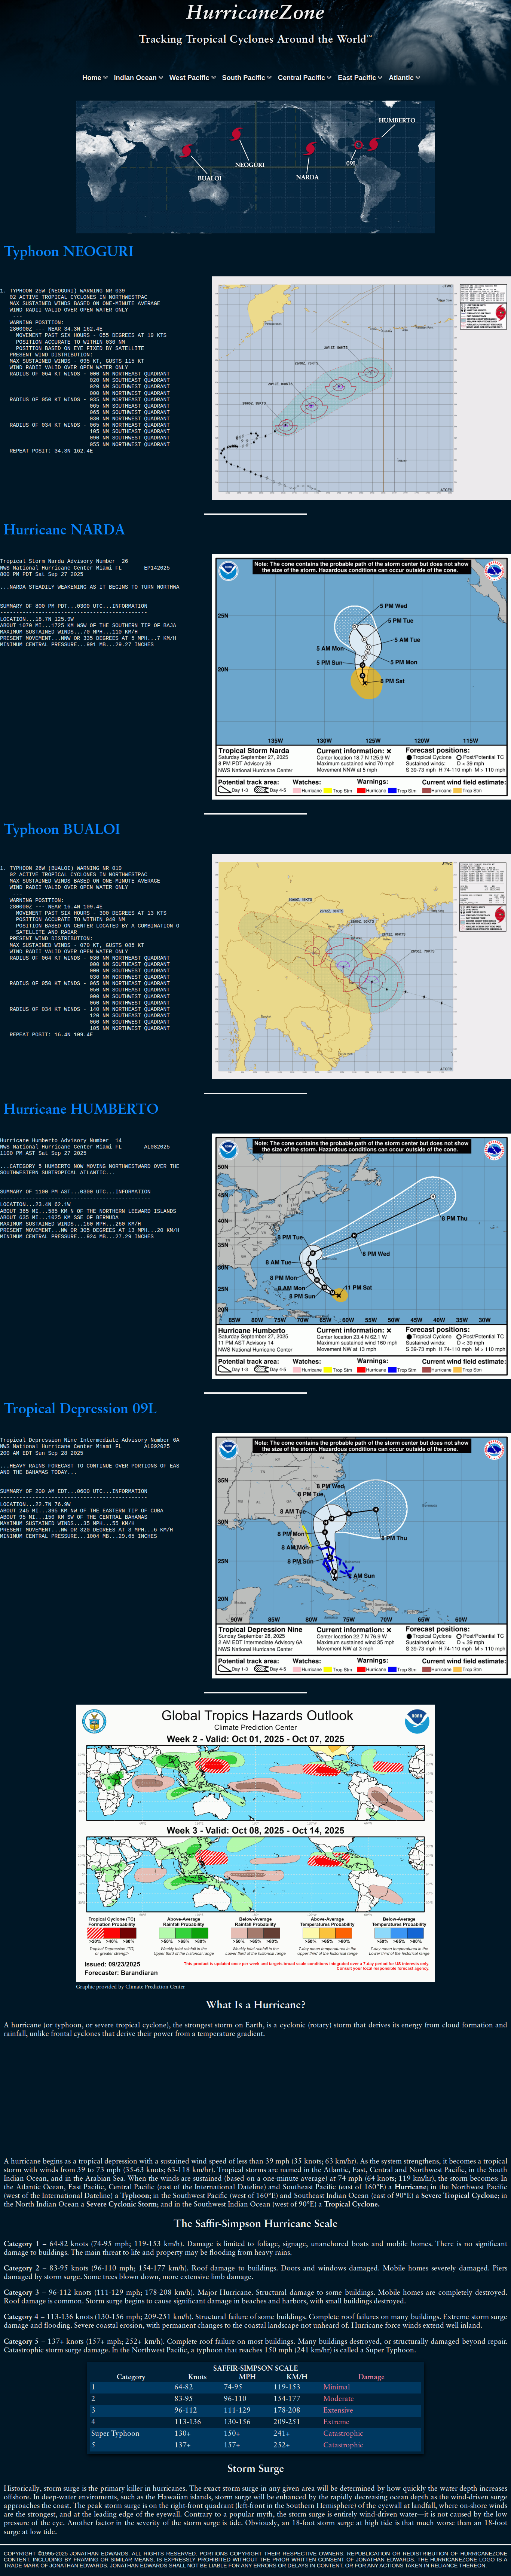 HurricaneZone
Tracking Tropical Cyclones Around the World™
Home Indian Ocean West Pacific South Pacific Central Pacific East Pacific Atlantic
HUMBERTO
NEOGURI
09L
BUALOI
NARDA
Typhoon NEOGURI
1. TYPHOON 25W (NEOGURI) WARNING NR 039
02 ACTIVE TROPICAL CYCLONES IN NORTHWESTPAC
MAX SUSTAINED WINDS BASED ON ONE-MINUTE AVERAGE
WIND RADII VALID OVER OPEN WATER ONLY
---
WARNING POSITION:
280000Z --- NEAR 34.3N 162.4E
MOVEMENT PAST SIX HOURS - 055 DEGREES AT 19 KTS
POSITION ACCURATE TO WITHIN 030 NM
POSITION BASED ON EYE FIXED BY SATELLITE
PRESENT WIND DISTRIBUTION:
MAX SUSTAINED WINDS - 095 KT, GUSTS 115 KT
WIND RADII VALID OVER OPEN WATER ONLY
RADIUS OF 064 KT WINDS - 000 NM NORTHEAST QUADRANT
020 NM SOUTHEAST QUADRANT
020 NM SOUTHWEST QUADRANT
000 NM NORTHWEST QUADRANT
RADIUS OF 050 KT WINDS - 035 NM NORTHEAST QUADRANT
065 NM SOUTHEAST QUADRANT
065 NM SOUTHWEST QUADRANT
030 NM NORTHWEST QUADRANT
RADIUS OF 034 KT WINDS - 065 NM NORTHEAST QUADRANT
105 NM SOUTHEAST QUADRANT
090 NM SOUTHWEST QUADRANT
055 NM NORTHWEST QUADRANT
REPEAT POSIT: 34.3N 162.4E
JTWC
ATCF®
Hurricane NARDA
Tropical Storm Narda Advisory Number 26
NWS National Hurricane Center Miami FL EP142025
800 PM PDT Sat Sep 27 2025
...NARDA STEADILY WEAKENING AS IT BEGINS TO TURN NORTHWA
SUMMARY OF 800 PM PDT...0300 UTC...INFORMATION
----------------------------------------------
LOCATION...18.7N 125.9W
ABOUT 1070 MI...1725 KM WSW OF THE SOUTHERN TIP OF BAJA
MAXIMUM SUSTAINED WINDS...70 MPH...110 KM/H
PRESENT MOVEMENT...NNW OR 335 DEGREES AT 5 MPH...7 KM/H
MINIMUM CENTRAL PRESSURE...991 MB...29.27 INCHES
Note: The cone contains the probable path of the storm center but does not show
the size of the storm. Hazardous conditions can occur outside of the cone.
5 PM Wed
5 PM Tue
25N
5 AM Tue
5 AM Mon
5 PM Mon
5 PM Sun
20N
8 PM Sat
135W 130W 125W 120W 115W
Tropical Storm Narda
Saturday September 27, 2025
8 PM PDT Advisory 26
NWS National Hurricane Center
Current information: ×
Center location 18.7 N 125.9 W
Maximum sustained wind 70 mph
Movement NNW at 5 mph
Forecast positions:
Tropical Cyclone Post/Potential TC
Sustained winds: D < 39 mph
S 39-73 mph H 74-110 mph M > 110 mph
Potential track area: Watches: Warnings: Current wind field estimate:
Day 1-3 Day 4-5 Hurricane Trop Stm Hurricane Trop Stm Hurricane Trop Stm
Typhoon BUALOI
1. TYPHOON 26W (BUALOI) WARNING NR 019
02 ACTIVE TROPICAL CYCLONES IN NORTHWESTPAC
MAX SUSTAINED WINDS BASED ON ONE-MINUTE AVERAGE
WIND RADII VALID OVER OPEN WATER ONLY
---
WARNING POSITION:
280000Z --- NEAR 16.4N 109.4E
MOVEMENT PAST SIX HOURS - 300 DEGREES AT 13 KTS
POSITION ACCURATE TO WITHIN 040 NM
POSITION BASED ON CENTER LOCATED BY A COMBINATION O
SATELLITE AND RADAR
PRESENT WIND DISTRIBUTION:
MAX SUSTAINED WINDS - 070 KT, GUSTS 085 KT
WIND RADII VALID OVER OPEN WATER ONLY
RADIUS OF 064 KT WINDS - 030 NM NORTHEAST QUADRANT
000 NM SOUTHEAST QUADRANT
000 NM SOUTHWEST QUADRANT
030 NM NORTHWEST QUADRANT
RADIUS OF 050 KT WINDS - 065 NM NORTHEAST QUADRANT
050 NM SOUTHEAST QUADRANT
000 NM SOUTHWEST QUADRANT
060 NM NORTHWEST QUADRANT
RADIUS OF 034 KT WINDS - 140 NM NORTHEAST QUADRANT
120 NM SOUTHEAST QUADRANT
060 NM SOUTHWEST QUADRANT
105 NM NORTHWEST QUADRANT
REPEAT POSIT: 16.4N 109.4E
JTWC
ATCF®
Hurricane HUMBERTO
Hurricane Humberto Advisory Number 14
NWS National Hurricane Center Miami FL AL082025
1100 PM AST Sat Sep 27 2025
...CATEGORY 5 HUMBERTO NOW MOVING NORTHWESTWARD OVER THE
SOUTHWESTERN SUBTROPICAL ATLANTIC...
SUMMARY OF 1100 PM AST...0300 UTC...INFORMATION
-----------------------------------------------
LOCATION...23.4N 62.1W
ABOUT 365 MI...585 KM N OF THE NORTHERN LEEWARD ISLANDS
ABOUT 635 MI...1025 KM SSE OF BERMUDA
MAXIMUM SUSTAINED WINDS...160 MPH...260 KM/H
PRESENT MOVEMENT...NW OR 305 DEGREES AT 13 MPH...20 KM/H
MINIMUM CENTRAL PRESSURE...924 MB...27.29 INCHES
Note: The cone contains the probable path of the storm center but does not show
the size of the storm. Hazardous conditions can occur outside of the cone.
50N
45N
8 PM Thu
40N
8 PM Tue
35N
8 PM Wed
8 AM Tue
30N
8 PM Mon
8 AM Mon
11 PM Sat
25N
8 PM Sun
20N
85W 80W 75W 70W 65W 60W 55W 50W 45W 40W 35W 30W
Hurricane Humberto
Saturday September 27, 2025
11 PM AST Advisory 14
NWS National Hurricane Center
Current information: ×
Center location 23.4 N 62.1 W
Maximum sustained wind 160 mph
Movement NW at 13 mph
Forecast positions:
Tropical Cyclone Post/Potential TC
Sustained winds: D < 39 mph
S 39-73 mph H 74-110 mph M > 110 mph
Potential track area: Watches: Warnings: Current wind field estimate:
Day 1-3 Day 4-5 Hurricane Trop Stm Hurricane Trop Stm Hurricane Trop Stm
Tropical Depression 09L
Tropical Depression Nine Intermediate Advisory Number 6A
NWS National Hurricane Center Miami FL AL092025
200 AM EDT Sun Sep 28 2025
...HEAVY RAINS FORECAST TO CONTINUE OVER PORTIONS OF EAS
AND THE BAHAMAS TODAY...
SUMMARY OF 200 AM EDT...0600 UTC...INFORMATION
----------------------------------------------
LOCATION...22.7N 76.9W
ABOUT 245 MI...395 KM NW OF THE EASTERN TIP OF CUBA
ABOUT 95 MI...150 KM SW OF THE CENTRAL BAHAMAS
MAXIMUM SUSTAINED WINDS...35 MPH...55 KM/H
PRESENT MOVEMENT...NW OR 320 DEGREES AT 3 MPH...6 KM/H
MINIMUM CENTRAL PRESSURE...1004 MB...29.65 INCHES
Note: The cone contains the probable path of the storm center but does not show
the size of the storm. Hazardous conditions can occur outside of the cone.
35N
8 PM Wed
8 PM Tue
8 AM Tue
30N
8 PM Mon
8 PM Thu
8 AM Mon
25N
8 PM Sun
2 AM Sun
20N
90W 85W 80W 75W 70W 65W 60W
Tropical Depression Nine
Sunday September 28, 2025
2 AM EDT Intermediate Advisory 6A
NWS National Hurricane Center
Current information: ×
Center location 22.7 N 76.9 W
Maximum sustained wind 35 mph
Movement NW at 3 mph
Forecast positions:
Tropical Cyclone Post/Potential TC
Sustained winds: D < 39 mph
S 39-73 mph H 74-110 mph M > 110 mph
Potential track area: Watches: Warnings: Current wind field estimate:
Day 1-3 Day 4-5 Hurricane Trop Stm Hurricane Trop Stm Hurricane Trop Stm
Global Tropics Hazards Outlook
Climate Prediction Center
Week 2 - Valid: Oct 01, 2025 - Oct 07, 2025
Week 3 - Valid: Oct 08, 2025 - Oct 14, 2025
Tropical Cyclone (TC) Formation Probability
>20% >40% >60%
Tropical Depression (TD) or greater strength
Above-Average Rainfall Probability
>50% >65% >80%
Weekly total rainfall in the Upper third of the historical range
Below-Average Rainfall Probability
>50% >65% >80%
Weekly total rainfall in the Lower third of the historical range
Above-Average Temperatures Probability
>50% >65% >80%
7-day mean temperatures in the Upper third of the historical range
Below-Average Temperatures Probability
>50% >65% >80%
7-day mean temperatures in the Lower third of the historical range
Issued: 09/23/2025
Forecaster: Barandiaran
This product is updated once per week and targets broad scale conditions integrated over a 7-day period for US interests only.
Consult your local responsible forecast agency.
Graphic provided by Climate Prediction Center
What Is a Hurricane?
A hurricane (or typhoon, or severe tropical cyclone), the strongest storm on Earth, is a cyclonic (rotary) storm that derives its energy from cloud formation and
rainfall, unlike frontal cyclones that derive their power from a temperature gradient.
A hurricane begins as a tropical depression with a sustained wind speed of less than 39 mph (35 knots; 63 km/r). As the system strengthens, it becomes a tropical
storm with winds from 39 to 73 mph (35-63 knots; 63-118 km/hr). Tropical storms are named in the Atlantic, East, Central and Northwest Pacific, in the South
Indian Ocean, and in the Arabian Sea. When the winds are sustained (based on a one-minute average) at 74 mph (64 knots; 119 km/hr), the storm becomes: In
the Atlantic Ocean, East Pacific, Central Pacific (east of the International Dateline) and Southeast Pacific (east of 160°E) a Hurricane; in the Northwest Pacific
(west of the International Dateline) a Typhoon; in the Southwest Pacific (west of 160°E) and Southeast Indian Ocean (east of 90°E) a Severe Tropical Cyclone; in
the North Indian Ocean a Severe Cyclonic Storm; and in the Southwest Indian Ocean (west of 90°E) a Tropical Cyclone.
The Saffir-Simpson Hurricane Scale
Category 1 – 64-82 knots (74-95 mph; 119-153 km/h). Damage is limited to foliage, signage, unanchored boats and mobile homes. There is no significant
damage to buildings. The main threat to life and property may be flooding from heavy rains.
Category 2 – 83-95 knots (96-110 mph; 154-177 km/h). Roof damage to buildings. Doors and windows damaged. Mobile homes severely damaged. Piers
damaged by storm surge. Some trees blown down, more extensive limb damage.
Category 3 – 96-112 knots (111-129 mph; 178-208 km/h). Major Hurricane. Structural damage to some buildings. Mobile homes are completely destroyed.
Roof damage is common. Storm surge begins to cause significant damage in beaches and harbors, with small buildings destroyed.
Category 4 – 113-136 knots (130-156 mph; 209-251 km/h). Structural failure of some buildings. Complete roof failures on many buildings. Extreme storm surge
damage and flooding. Severe coastal erosion, with permanent changes to the coastal landscape not unheard of. Hurricane force winds extend well inland.
Category 5 – 137+ knots (157+ mph; 252+ km/h). Complete roof failure on most buildings. Many buildings destroyed, or structurally damaged beyond repair.
Catastrophic storm surge damage. In the Northwest Pacific, a typhoon that reaches 150 mph (241 km/hr) is called a Super Typhoon.
SAFFIR-SIMPSON SCALE
Category Knots MPH KM/H Damage
1 64-82 74-95 119-153 Minimal
2 83-95 96-110 154-177 Moderate
3 96-112 111-129 178-208 Extensive
4 113-136 130-156 209-251 Extreme
Super Typhoon 130+ 150+ 241+ Catastrophic
5 137+ 157+ 252+ Catastrophic
Storm Surge
Historically, storm surge is the primary killer in hurricanes. The exact storm surge in any given area will be determined by how quickly the water depth increases
offshore. In deep-water enviroments, such as the Hawaiian islands, storm surge will be enhanced by the rapidly decreasing ocean depth as the wind-driven surge
approaches the coast. The peak storm surge is on the right-front quadrant (left-front in the Southern Hemisphere) of the eyewall at landfall, where on-shore winds
are the strongest, and at the leading edge of the eyewall. Contrary to a popular myth, the storm surge is entirely wind-driven water—it is not caused by the low
pressure of the eye. Another factor in the severity of the storm surge is tide. Obviously, an 18-foot storm surge at high tide is that much worse than an 18-foot
surge at low tide.
COPYRIGHT ©1995-2025 JONATHAN EDWARDS. ALL RIGHTS RESERVED. PORTIONS COPYRIGHT THEIR RESPECTIVE OWNERS. REPUBLICATION OR REDISTRIBUTION OF HURRICANEZONE
CONTENT, INCLUDING BY FRAMING OR SIMILAR MEANS, IS EXPRESSLY PROHIBITED WITHOUT THE PRIOR WRITTEN CONSENT OF JONATHAN EDWARDS. THE HURRICANEZONE LOGO IS A
TRADE MARK OF JONATHAN EDWARDS. JONATHAN EDWARDS SHALL NOT BE LIABLE FOR ANY ERRORS OR DELAYS IN CONTENT, OR FOR ANY ACTIONS TAKEN IN RELIANCE THEREON.